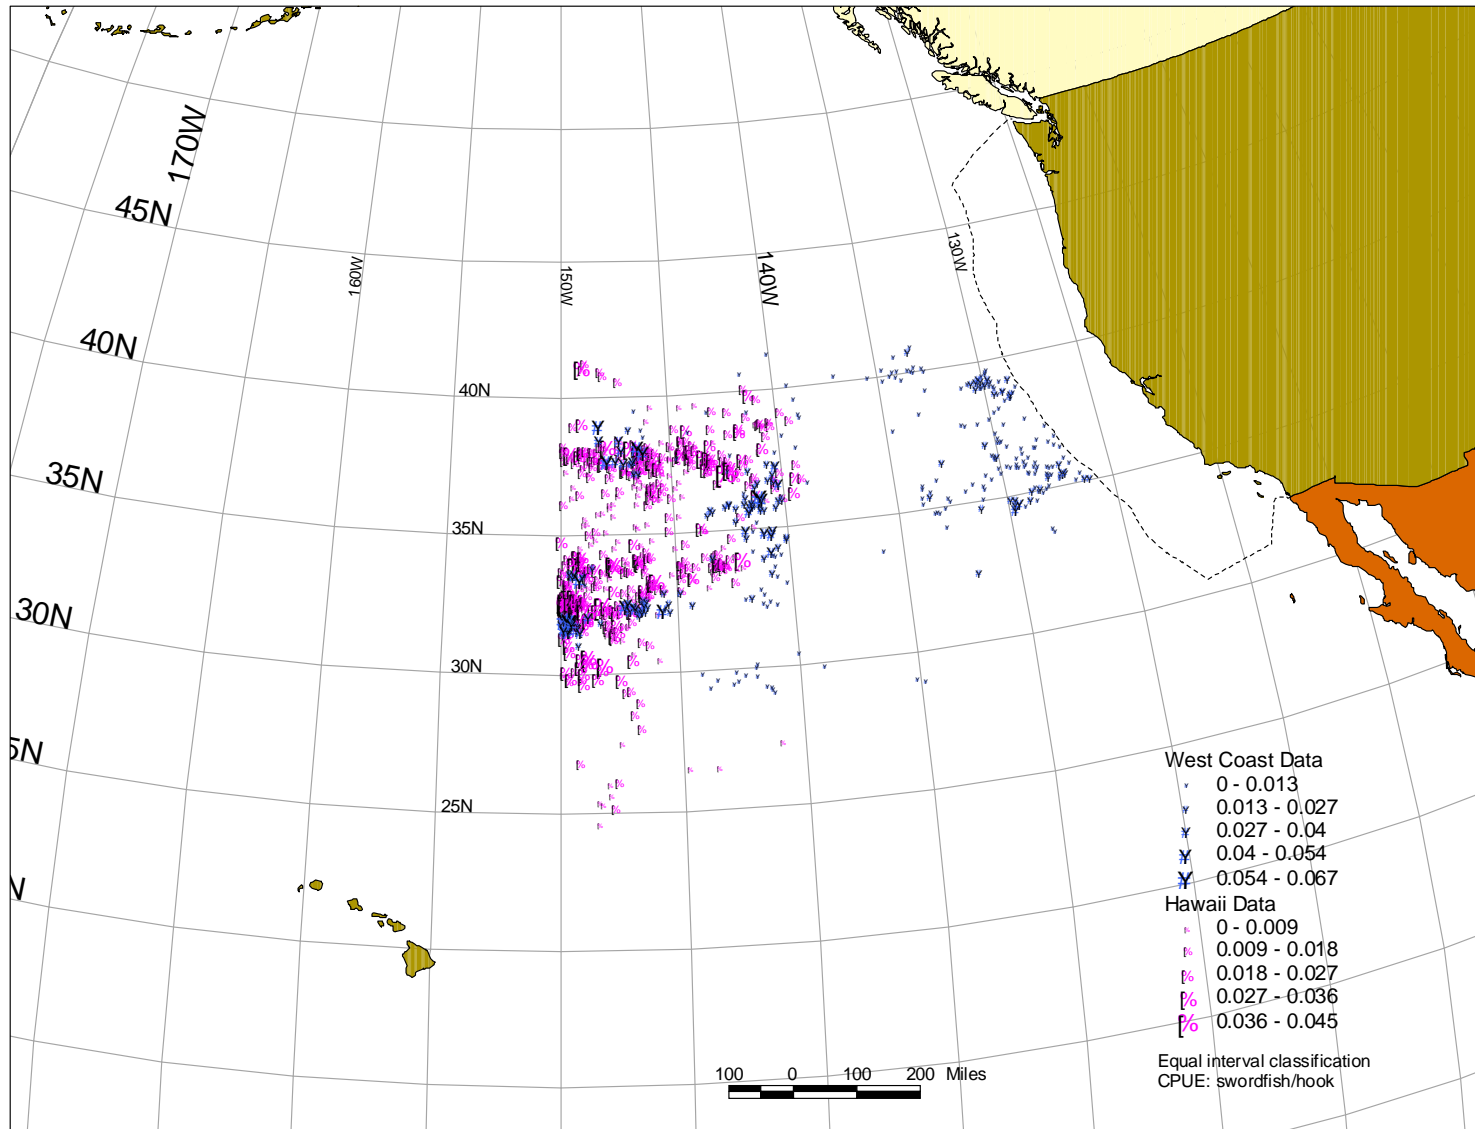 170W
45N
160W
150W
140W
130W
40N
40N
35N
35N
30N
30N
5N
25N
N
West Coast Data
0 - 0.013
0.013 - 0.027
0.027 - 0.04
0.04 - 0.054
0.054 - 0.067
Hawaii Data
0 - 0.009
0.009 - 0.018
0.018 - 0.027
0.027 - 0.036
0.036 - 0.045
Equal interval classification
CPUE: swordfish/hook
100 0 100 200 Miles